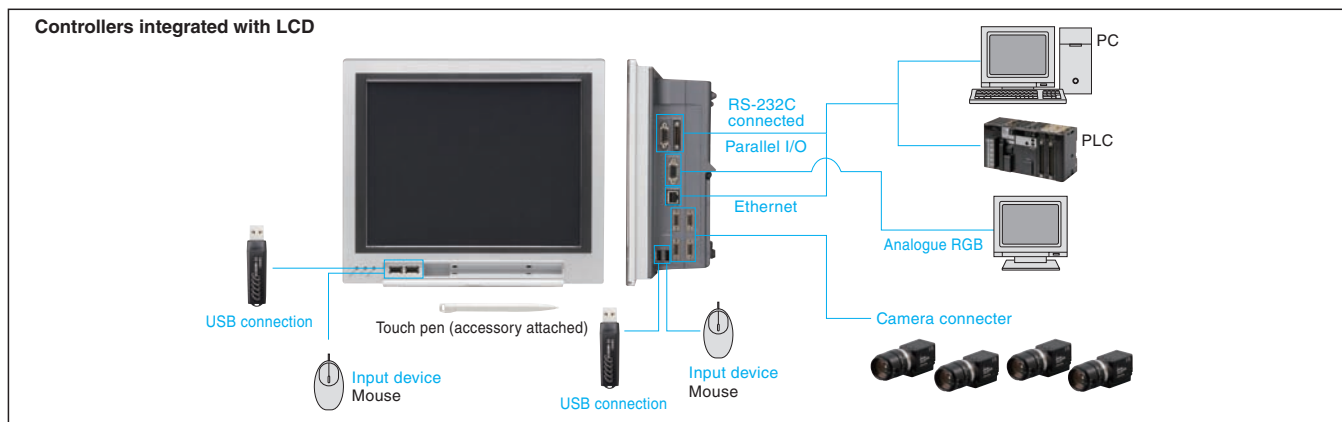 Controllers integrated with LCD
PC
RS-232C
connected
Parallel I/O
PLC
Ethernet
Analogue RGB
USB connection
Touch pen (accessory attached)
Camera connecter
Input device
Mouse
Input device
Mouse
USB connection